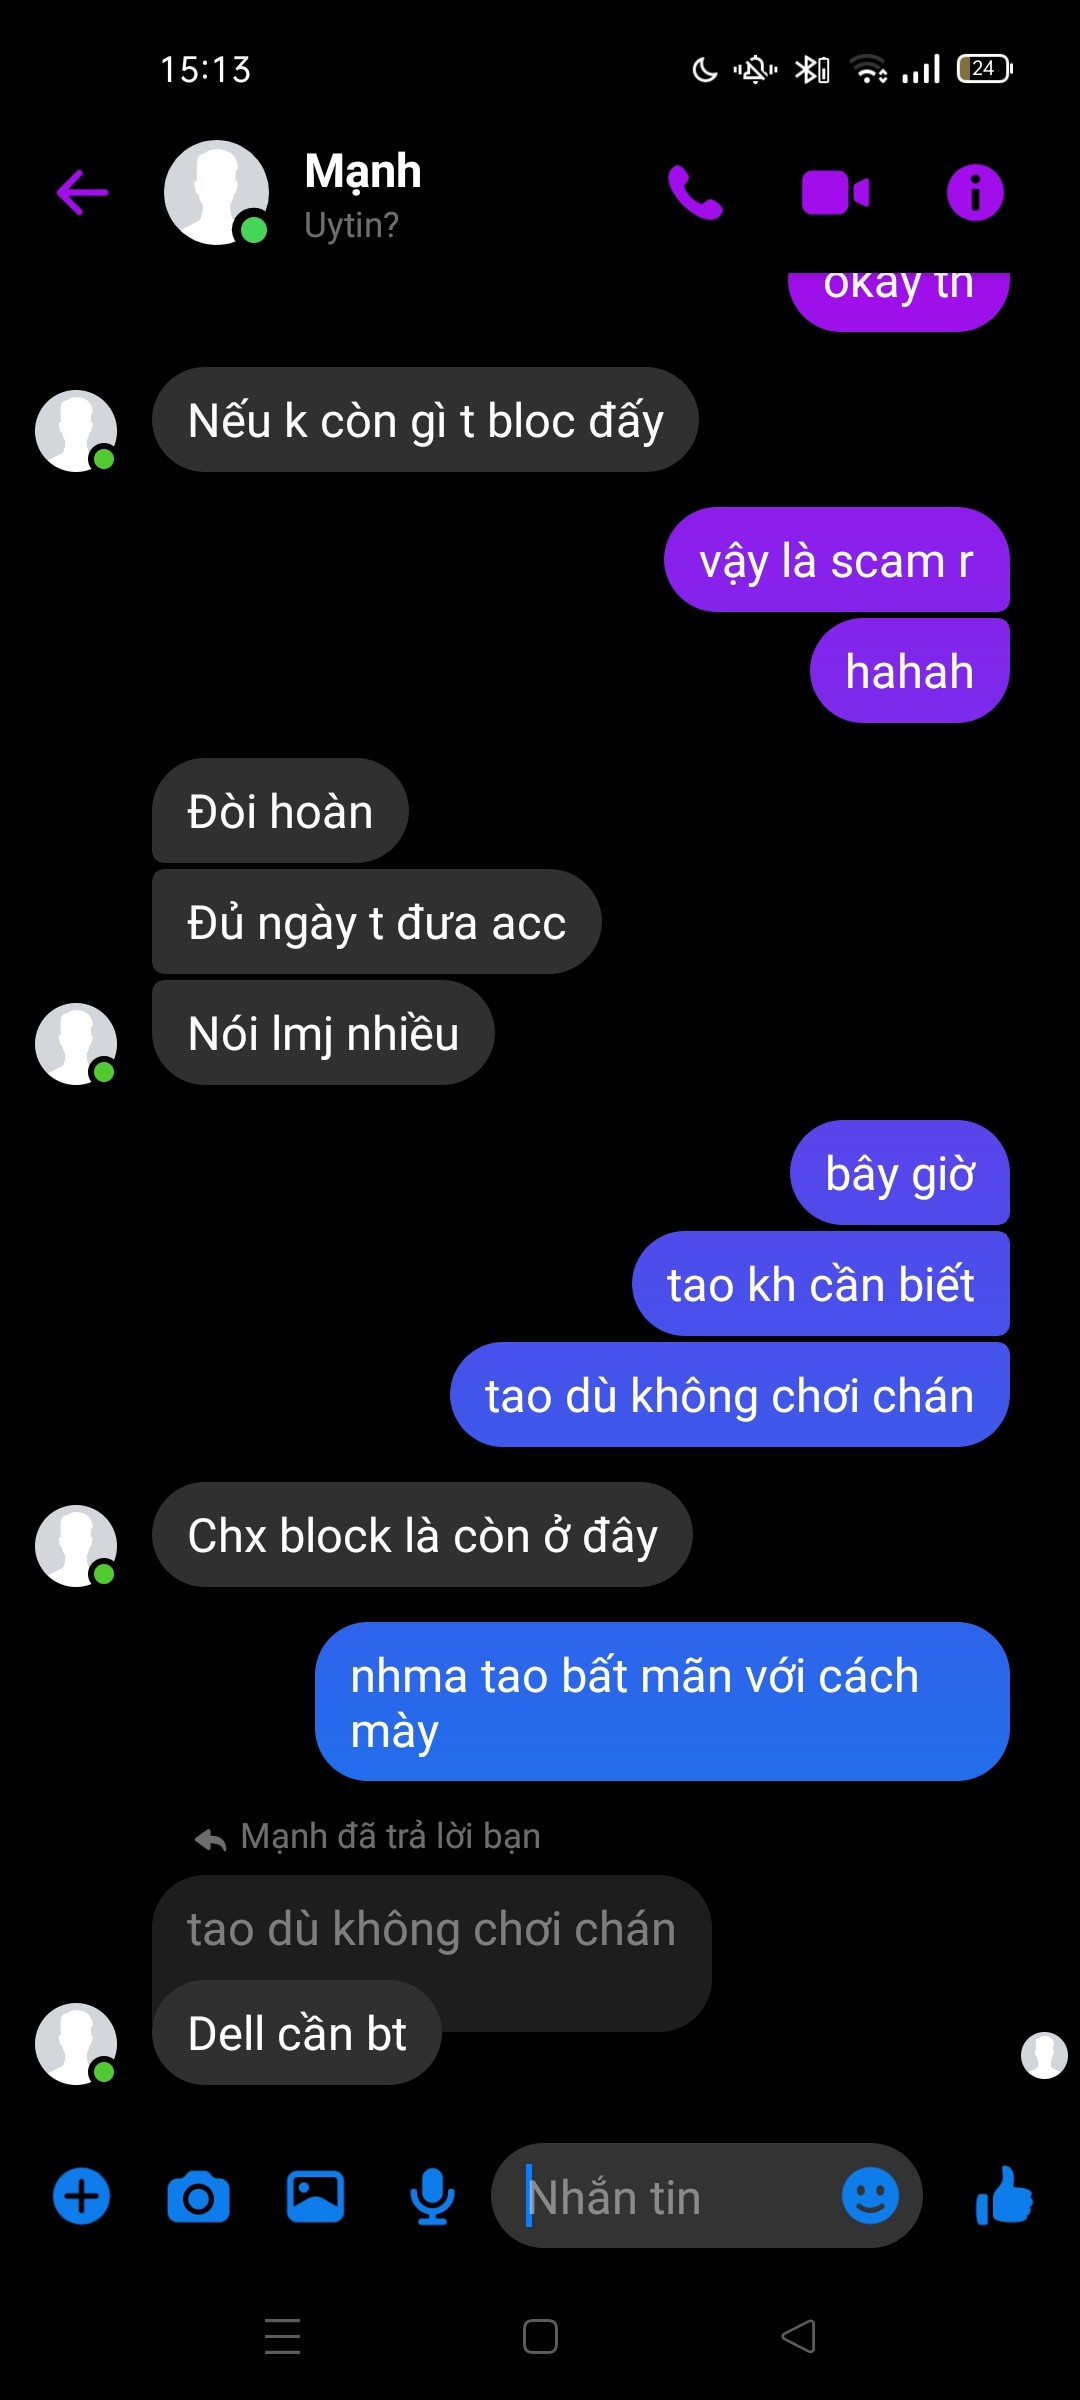 15:13
24
Mạnh
Uytin?
okay th
Nếu k còn gì t bloc đấy
vậy là scam r
hahah
Đòi hoàn
Đủ ngày t đưa acc
Nói lmj nhiều
bây giờ
tao kh cần biết
tao dù không chơi chán
Chx block là còn ở đây
nhma tao bất mãn với cách
mày
Mạnh đã trả lời bạn
tao dù không chơi chán
Dell cần bt
Nhắn tin